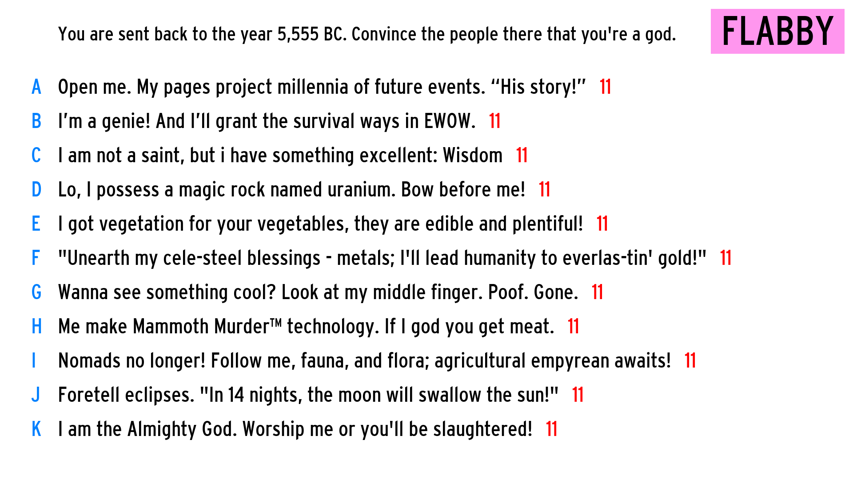 You are sent back to the year 5,555 BC. Convince the people there that you're a god.
FLABBY
A Open me. My pages project millennia of future events. “His story!” 11
B I’m a genie! And I’ll grant the survival ways in EWOW. 11
C I am not a saint, but i have something excellent: Wisdom 11
D Lo, I possess a magic rock named uranium. Bow before me! 11
E I got vegetation for your vegetables, they are edible and plentiful! 11
F "Unearth my cele-steel blessings - metals; I'll lead humanity to everlas-tin' gold!" 11
G Wanna see something cool? Look at my middle finger. Poof. Gone. 11
H Me make Mammoth Murder™ technology. If I god you get meat. 11
I Nomads no longer! Follow me, fauna, and flora; agricultural empyrean awaits! 11
J Foretell eclipses. "In 14 nights, the moon will swallow the sun!" 11
K I am the Almighty God. Worship me or you'll be slaughtered! 11